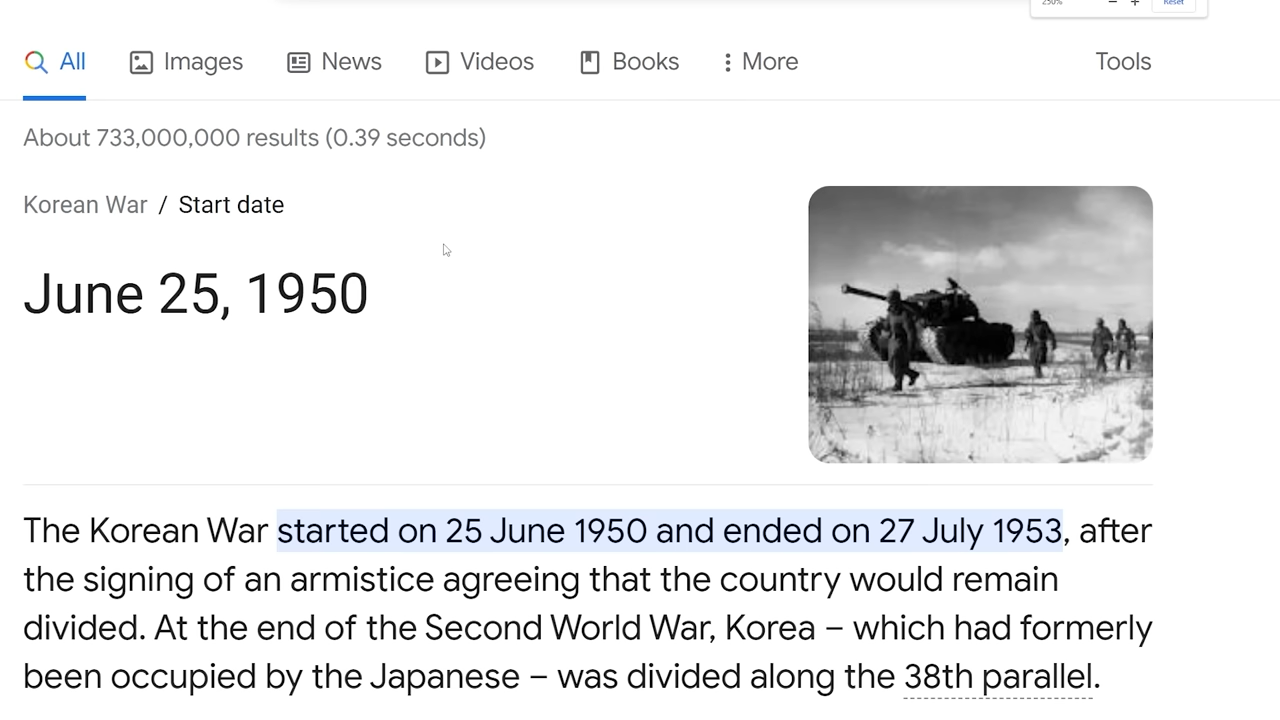 250% − + Reset
All Images News Videos Books More Tools
About 733,000,000 results (0.39 seconds)
Korean War / Start date
June 25, 1950
The Korean War started on 25 June 1950 and ended on 27 July 1953, after
the signing of an armistice agreeing that the country would remain
divided. At the end of the Second World War, Korea – which had formerly
been occupied by the Japanese – was divided along the 38th parallel.